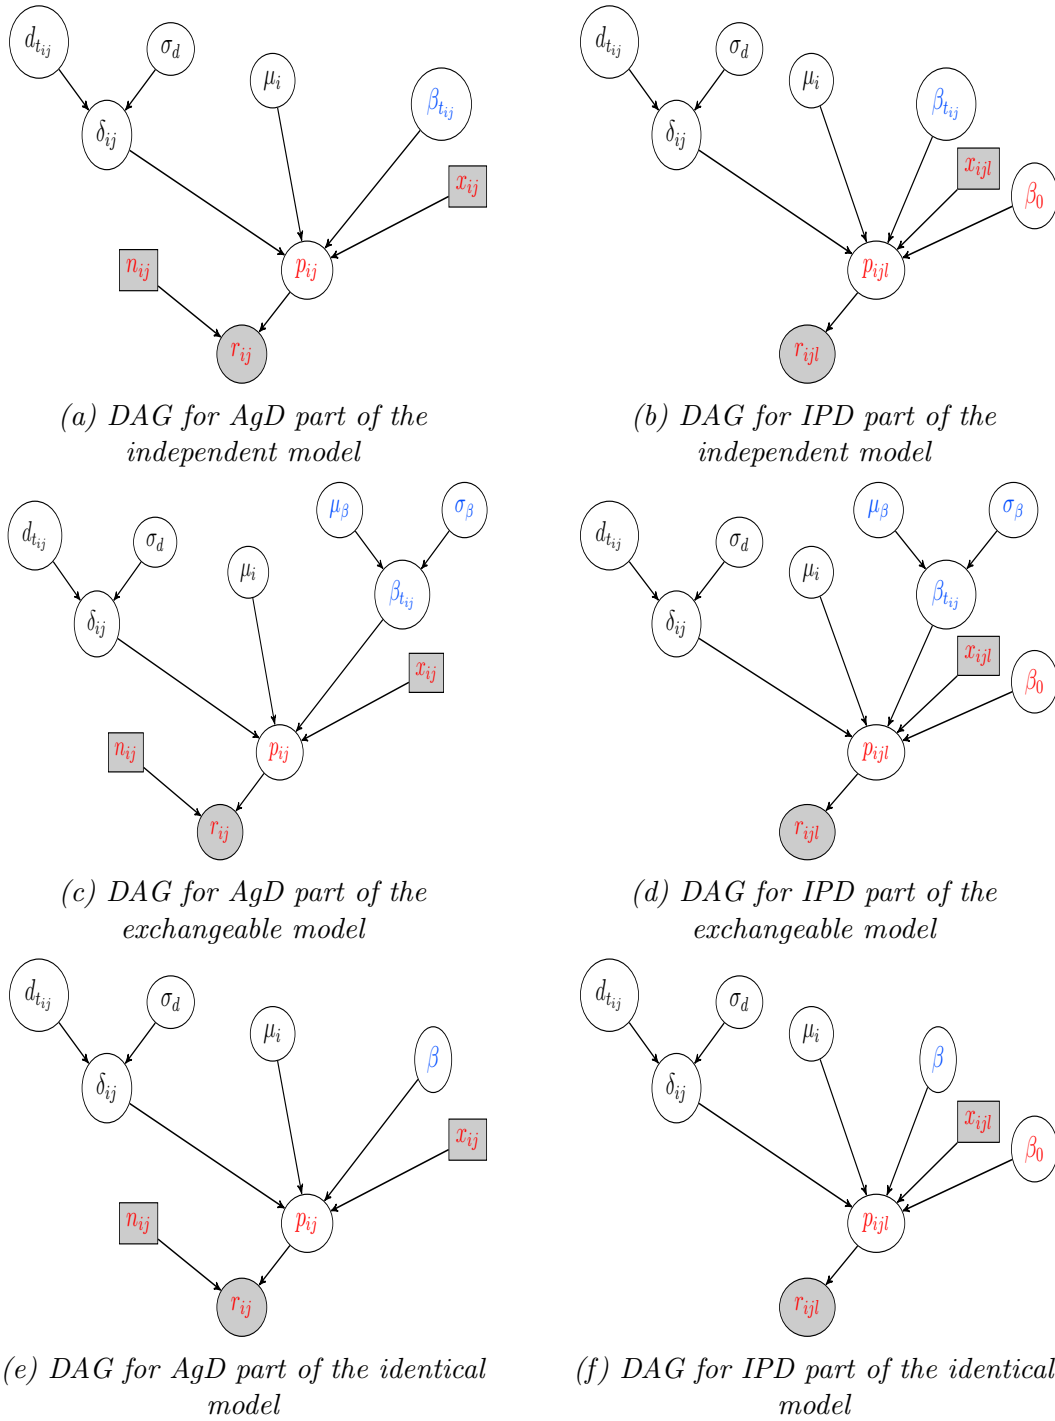 d_{t_{ij}} σ_d μ_i β_{t_{ij}}
δ_{ij} x_{ij}
n_{ij} p_{ij}
r_{ij}
(a) DAG for AgD part of the
independent model
d_{t_{ij}} σ_d μ_i β_{t_{ij}}
δ_{ij} x_{ijl}
β_0
p_{ijl}
r_{ijl}
(b) DAG for IPD part of the
independent model
μ_β σ_β
d_{t_{ij}} σ_d μ_i β_{t_{ij}}
δ_{ij} x_{ij}
n_{ij} p_{ij}
r_{ij}
(c) DAG for AgD part of the
exchangeable model
μ_β σ_β
d_{t_{ij}} σ_d μ_i β_{t_{ij}}
δ_{ij} x_{ijl}
β_0
p_{ijl}
r_{ijl}
(d) DAG for IPD part of the
exchangeable model
d_{t_{ij}} σ_d μ_i β
δ_{ij} x_{ij}
n_{ij} p_{ij}
r_{ij}
(e) DAG for AgD part of the identical
model
d_{t_{ij}} σ_d μ_i β
δ_{ij} x_{ijl}
β_0
p_{ijl}
r_{ijl}
(f) DAG for IPD part of the identical
model